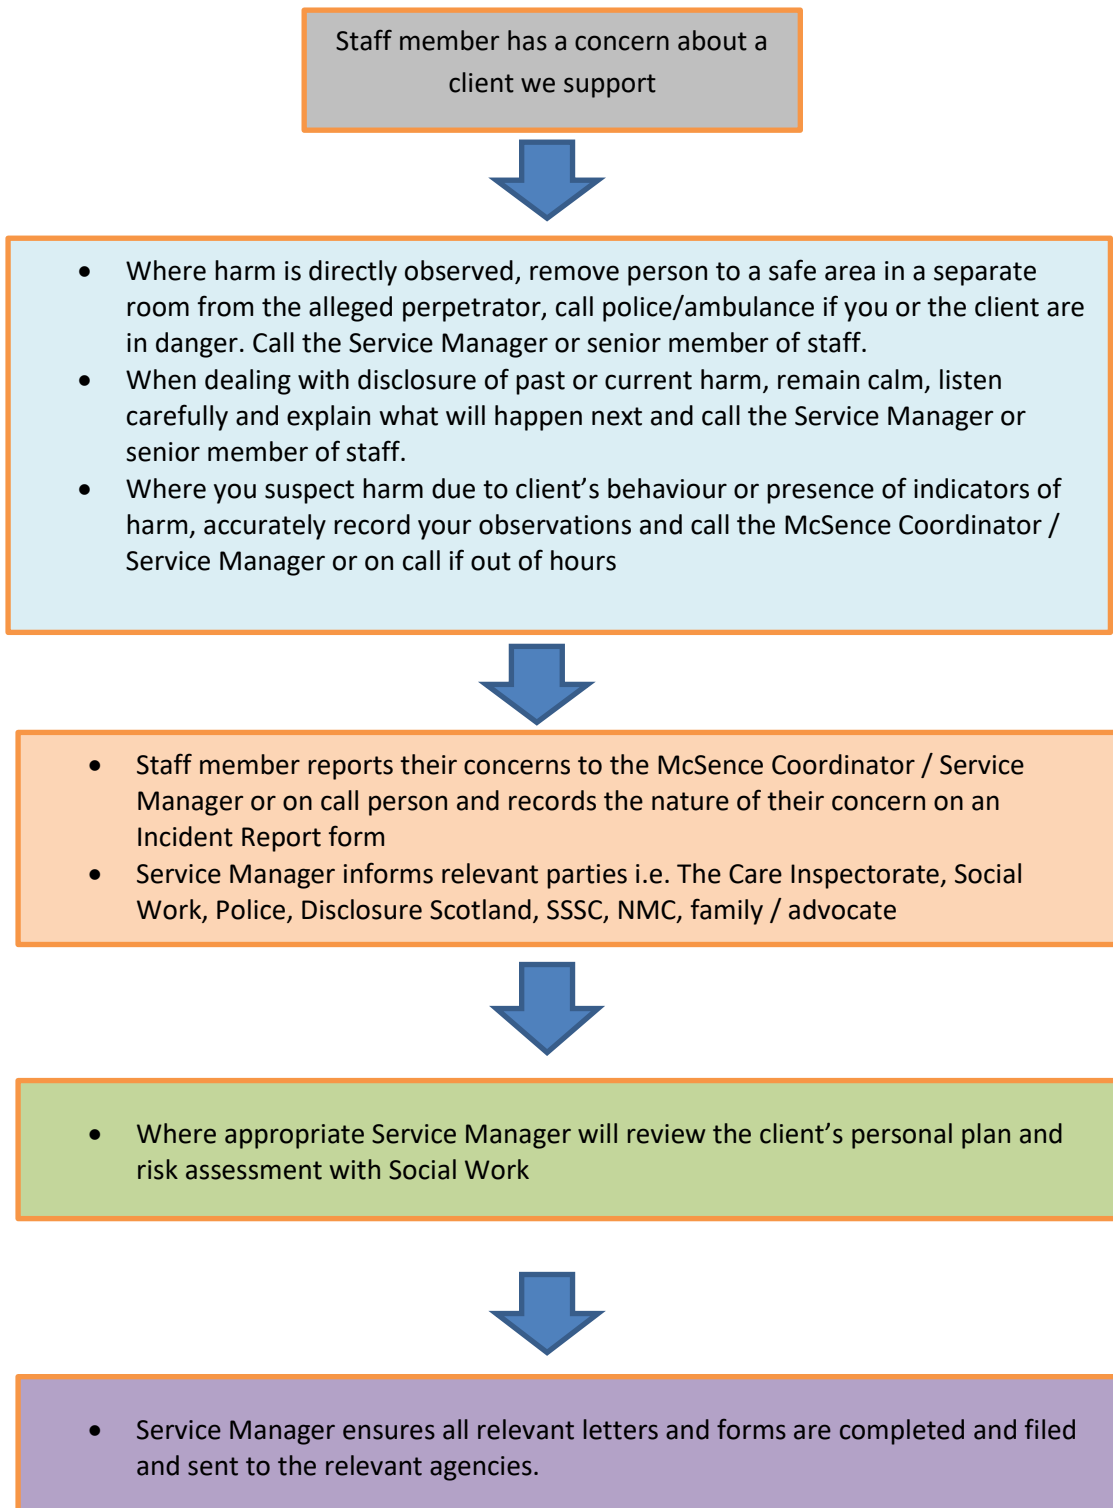 Staff member has a concern about a
client we support
• Where harm is directly observed, remove person to a safe area in a separate
room from the alleged perpetrator, call police/ambulance if you or the client are
in danger. Call the Service Manager or senior member of staff.
• When dealing with disclosure of past or current harm, remain calm, listen
carefully and explain what will happen next and call the Service Manager or
senior member of staff.
• Where you suspect harm due to client’s behaviour or presence of indicators of
harm, accurately record your observations and call the McSence Coordinator /
Service Manager or on call if out of hours
• Staff member reports their concerns to the McSence Coordinator / Service
Manager or on call person and records the nature of their concern on an
Incident Report form
• Service Manager informs relevant parties i.e. The Care Inspectorate, Social
Work, Police, Disclosure Scotland, SSSC, NMC, family / advocate
• Where appropriate Service Manager will review the client’s personal plan and
risk assessment with Social Work
• Service Manager ensures all relevant letters and forms are completed and filed
and sent to the relevant agencies.